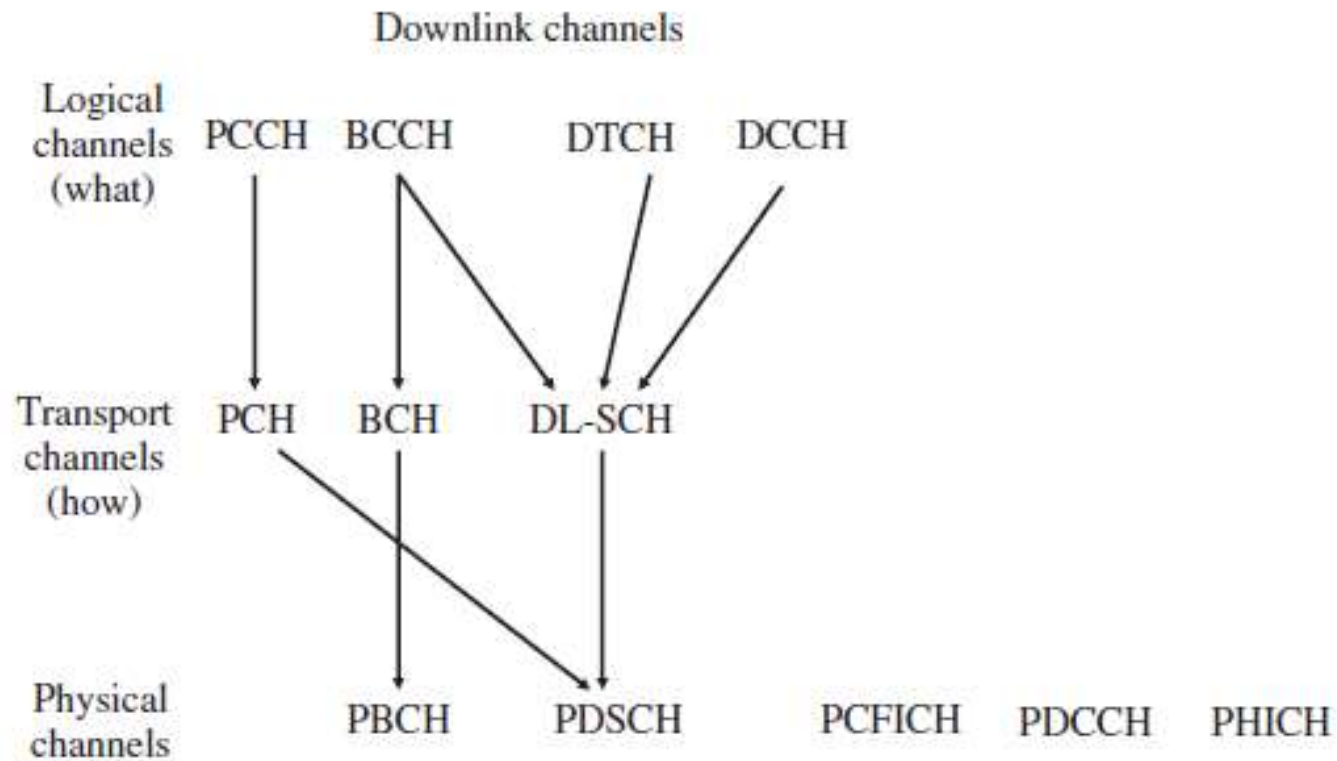 Downlink channels
Logical
channels
(what)
PCCH BCCH DTCH DCCH
Transport
channels
(how)
PCH BCH DL-SCH
Physical
channels
PBCH PDSCH PCFICH PDCCH PHICH